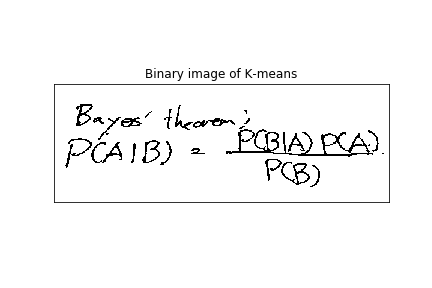 Binary image of K-means
Bayes' theorem;
P(A|B) = P(B|A) P(A) / P(B)